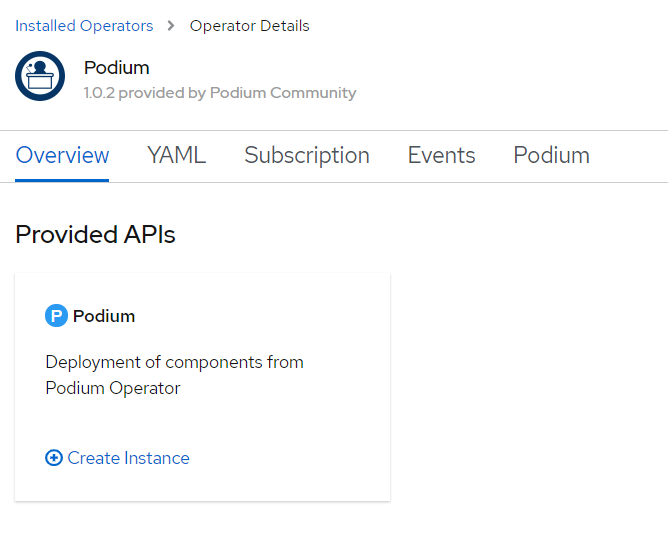 Installed Operators > Operator Details
Podium
1.0.2 provided by Podium Community
Overview YAML Subscription Events Podium
Provided APIs
P Podium
Deployment of components from
Podium Operator
Create Instance